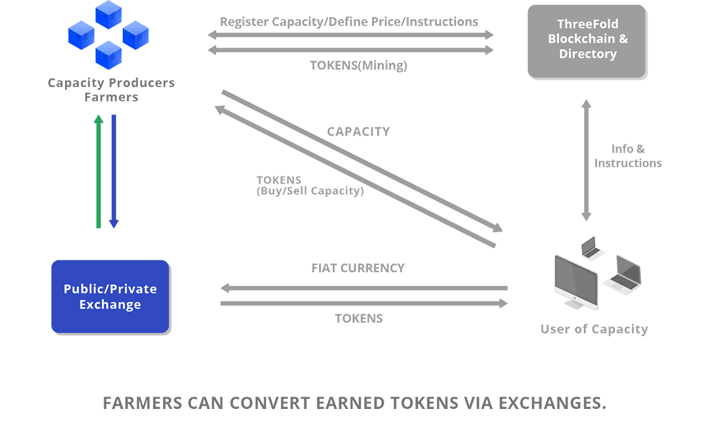 Register Capacity/Define Price/Instructions
TOKENS(Mining)
ThreeFold
Blockchain &
Directory
Capacity Producers
Farmers
CAPACITY
TOKENS
(Buy/Sell Capacity)
Info &
Instructions
Public/Private
Exchange
FIAT CURRENCY
TOKENS
User of Capacity
FARMERS CAN CONVERT EARNED TOKENS VIA EXCHANGES.